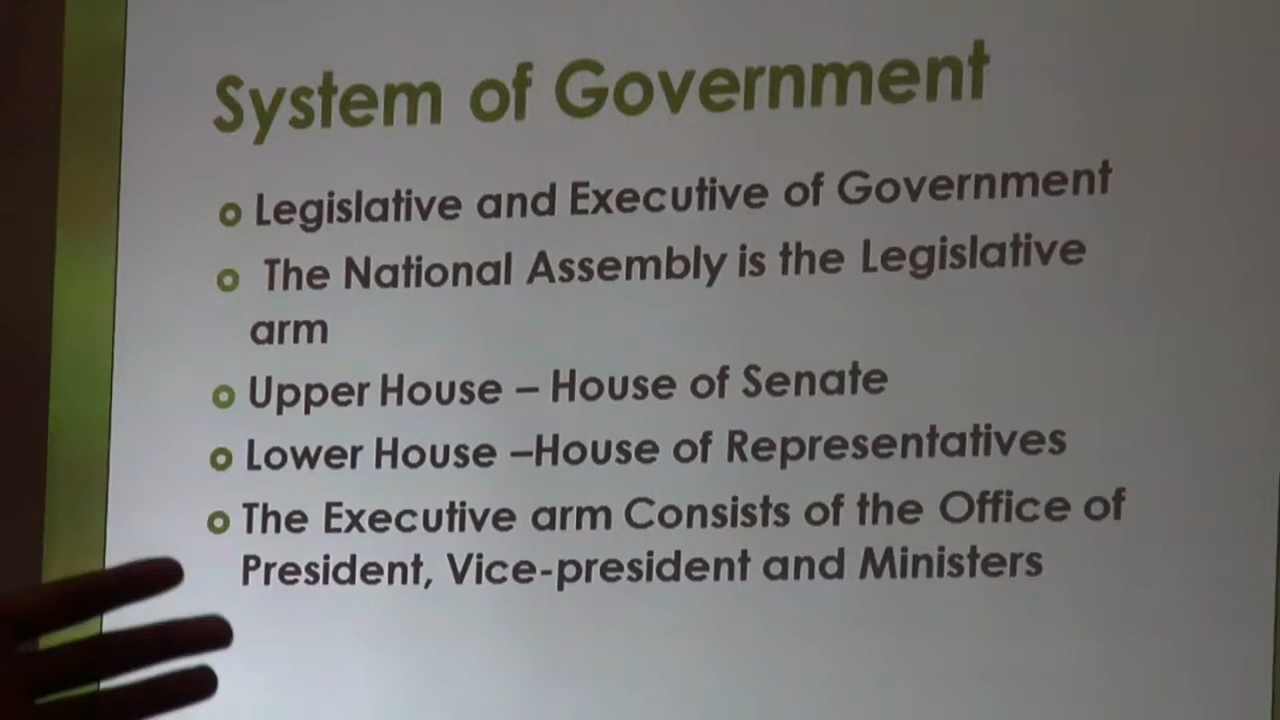 System of Government
Legislative and Executive of Government
The National Assembly is the Legislative
arm
Upper House – House of Senate
Lower House –House of Representatives
The Executive arm Consists of the Office of
President, Vice-president and Ministers